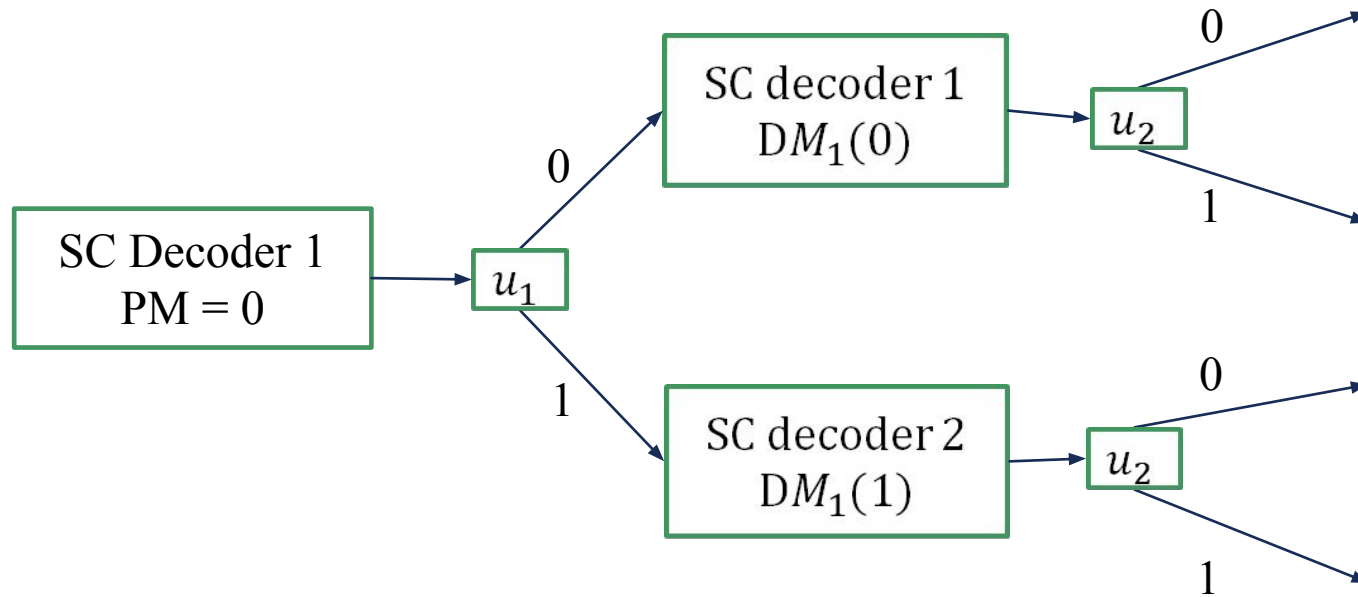 SC Decoder 1
PM = 0
u₁
0
1
SC decoder 1
DM₁(0)
u₂
0
1
SC decoder 2
DM₁(1)
u₂
0
1